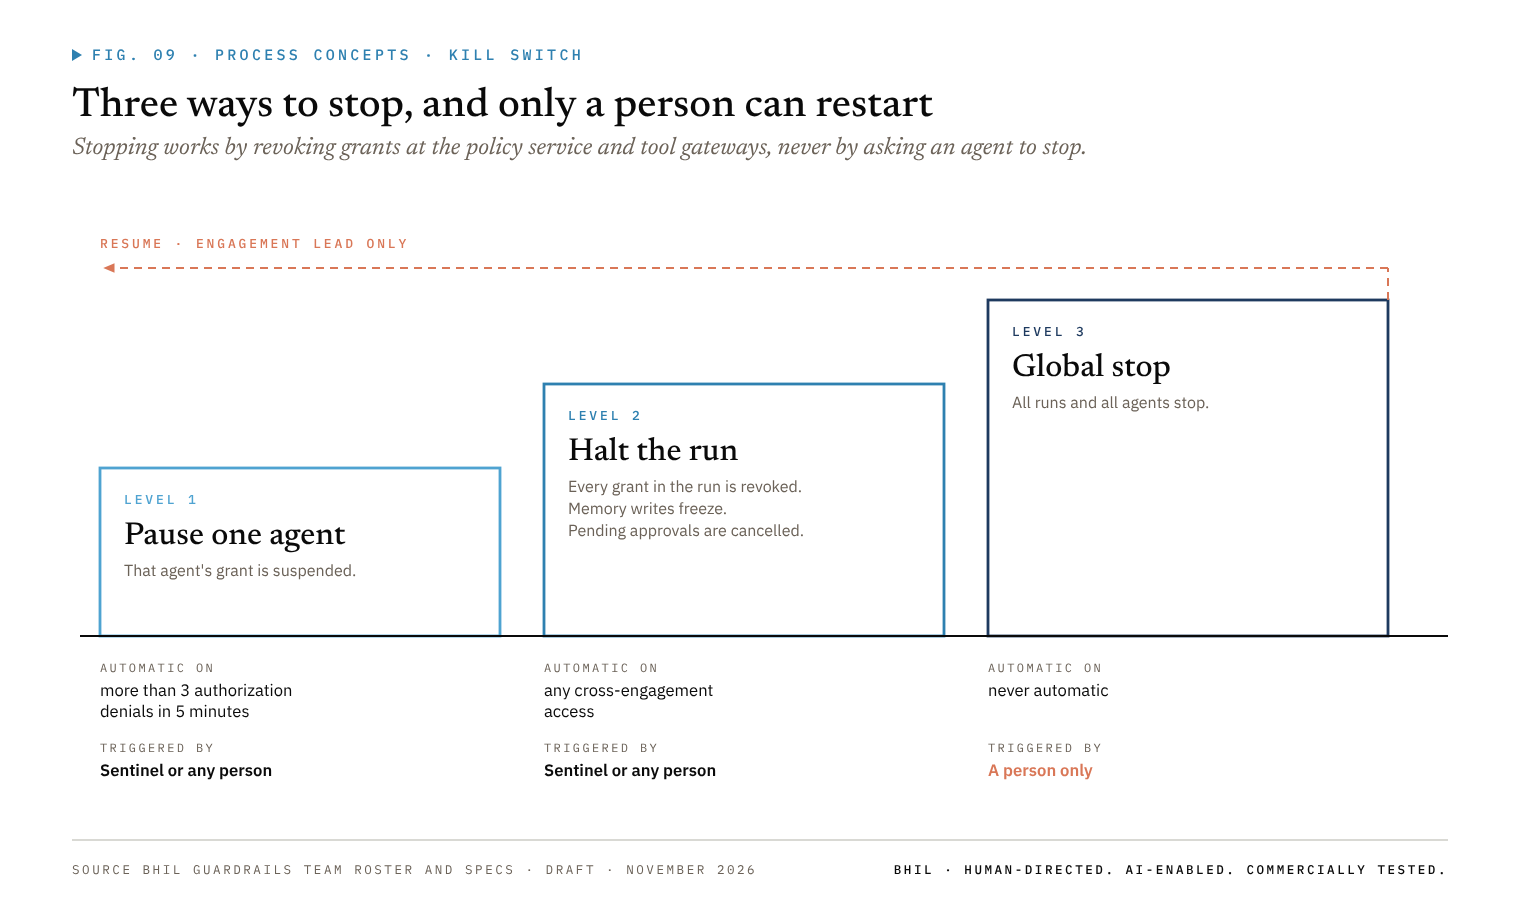 FIG. 09 · PROCESS CONCEPTS · KILL SWITCH
Three ways to stop, and only a person can restart
Stopping works by revoking grants at the policy service and tool gateways, never by asking an agent to stop.
RESUME · ENGAGEMENT LEAD ONLY
LEVEL 1
Pause one agent
That agent's grant is suspended.
LEVEL 2
Halt the run
Every grant in the run is revoked.
Memory writes freeze.
Pending approvals are cancelled.
LEVEL 3
Global stop
All runs and all agents stop.
AUTOMATIC ON
more than 3 authorization
denials in 5 minutes
TRIGGERED BY
Sentinel or any person
AUTOMATIC ON
any cross-engagement
access
TRIGGERED BY
Sentinel or any person
AUTOMATIC ON
never automatic
TRIGGERED BY
A person only
SOURCE BHIL GUARDRAILS TEAM ROSTER AND SPECS · DRAFT · NOVEMBER 2026
BHIL · HUMAN-DIRECTED. AI-ENABLED. COMMERCIALLY TESTED.